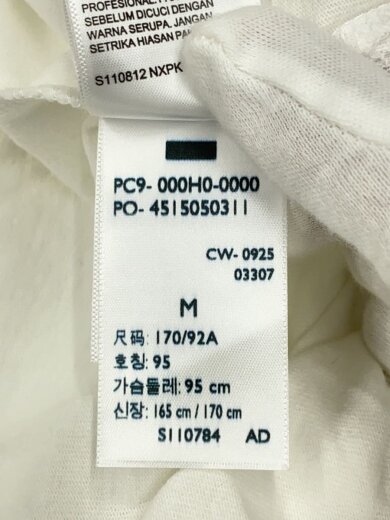 PROFESIONAL.
SEBELUM DICUCI DENGAN
WARNA SERUPA. JANGAN
SETRIKA HIASAN
S110812 NXPK
PC9- 000H0-0000
PO- 4515050311
CW- 0925
03307
M
尺码: 170/92A
호칭: 95
가슴둘레: 95 cm
신장: 165 cm / 170 cm
S110784 AD